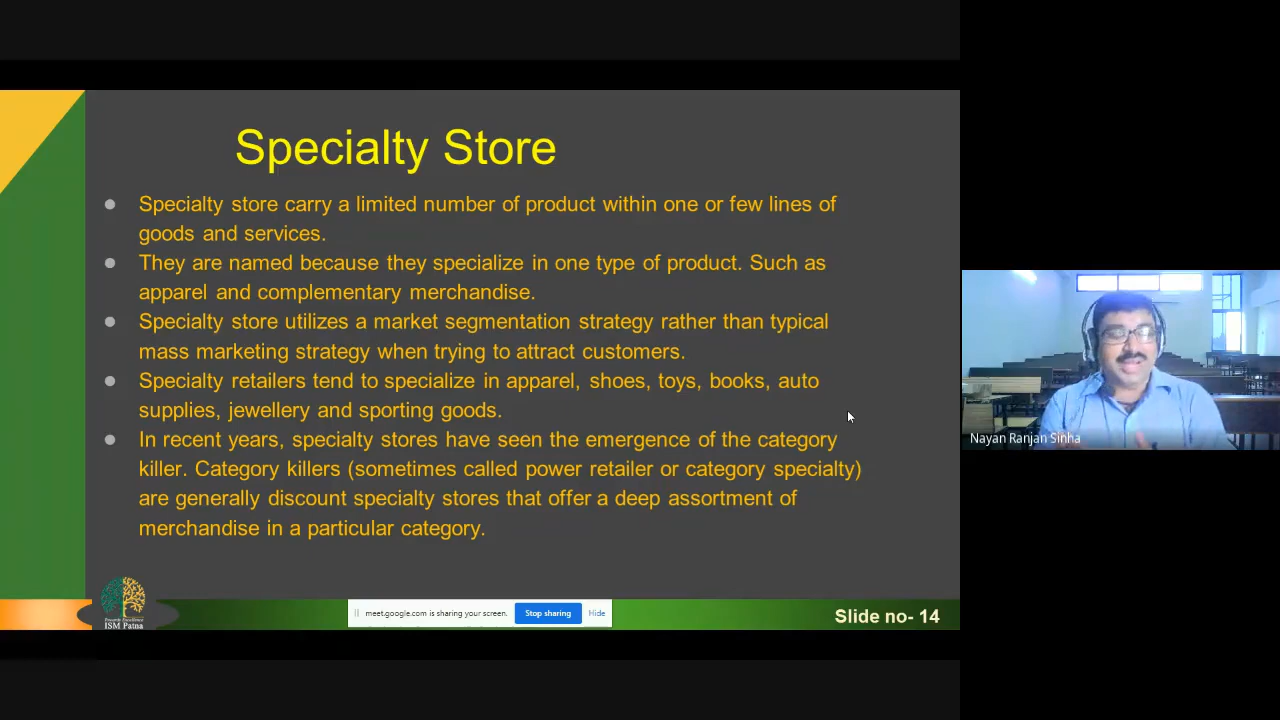 Specialty Store
● Specialty store carry a limited number of product within one or few lines of
goods and services.
● They are named because they specialize in one type of product. Such as
apparel and complementary merchandise.
● Specialty store utilizes a market segmentation strategy rather than typical
mass marketing strategy when trying to attract customers.
● Specialty retailers tend to specialize in apparel, shoes, toys, books, auto
supplies, jewellery and sporting goods.
● In recent years, specialty stores have seen the emergence of the category
killer. Category killers (sometimes called power retailer or category specialty)
are generally discount specialty stores that offer a deep assortment of
merchandise in a particular category.
Nayan Ranjan Sinha
Towards Excellence
ISM Patna
meet.google.com is sharing your screen. Stop sharing Hide
Slide no- 14